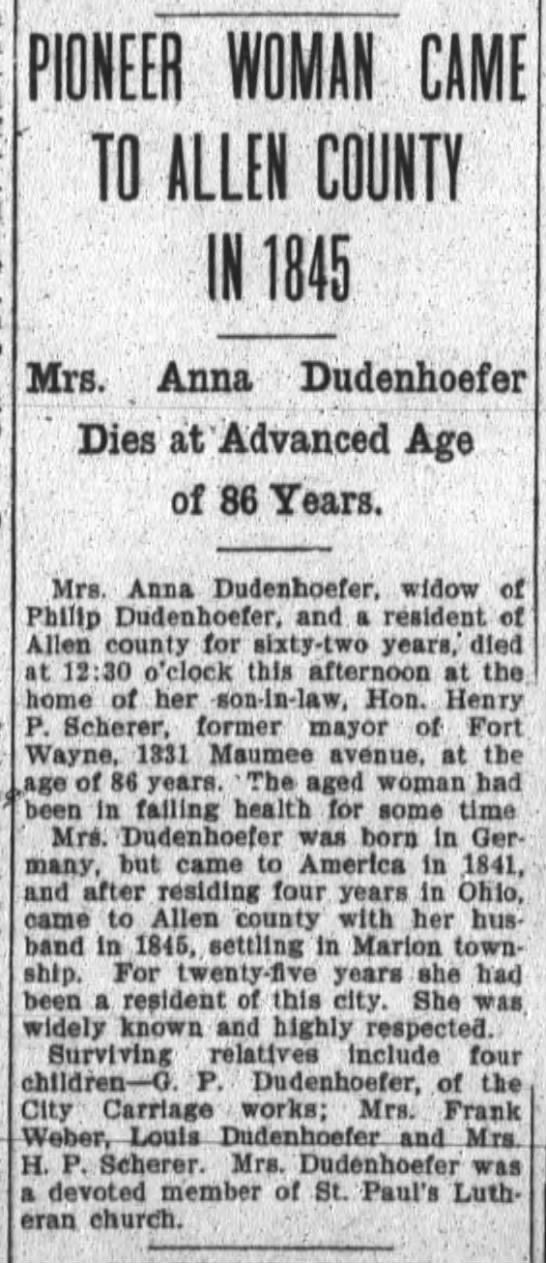 PIONEER WOMAN CAME
TO ALLEN COUNTY
IN 1845
Mrs. Anna Dudenhoefer
Dies at Advanced Age
of 86 Years.
Mrs. Anna Dudenhoefer, widow of
Philip Dudenhoefer, and a resident of
Allen county for sixty-two years, died
at 12:30 o'clock this afternoon at the
home of her son-in-law, Hon. Henry
P. Scherer, former mayor of Fort
Wayne, 1331 Maumee avenue, at the
age of 86 years. The aged woman had
been in failing health for some time
Mrs. Dudenhoefer was born in Ger-
many, but came to America in 1841,
and after residing four years in Ohio,
came to Allen county with her hus-
band in 1845, settling in Marion town-
ship. For twenty-five years she had
been a resident of this city. She was
widely known and highly respected.
Surviving relatives include four
children—G. P. Dudenhoefer, of the
City Carriage works; Mrs. Frank
Weber, Louis Dudenhoefer and Mrs.
H. P. Scherer. Mrs. Dudenhoefer was
a devoted member of St. Paul's Luth-
eran church.